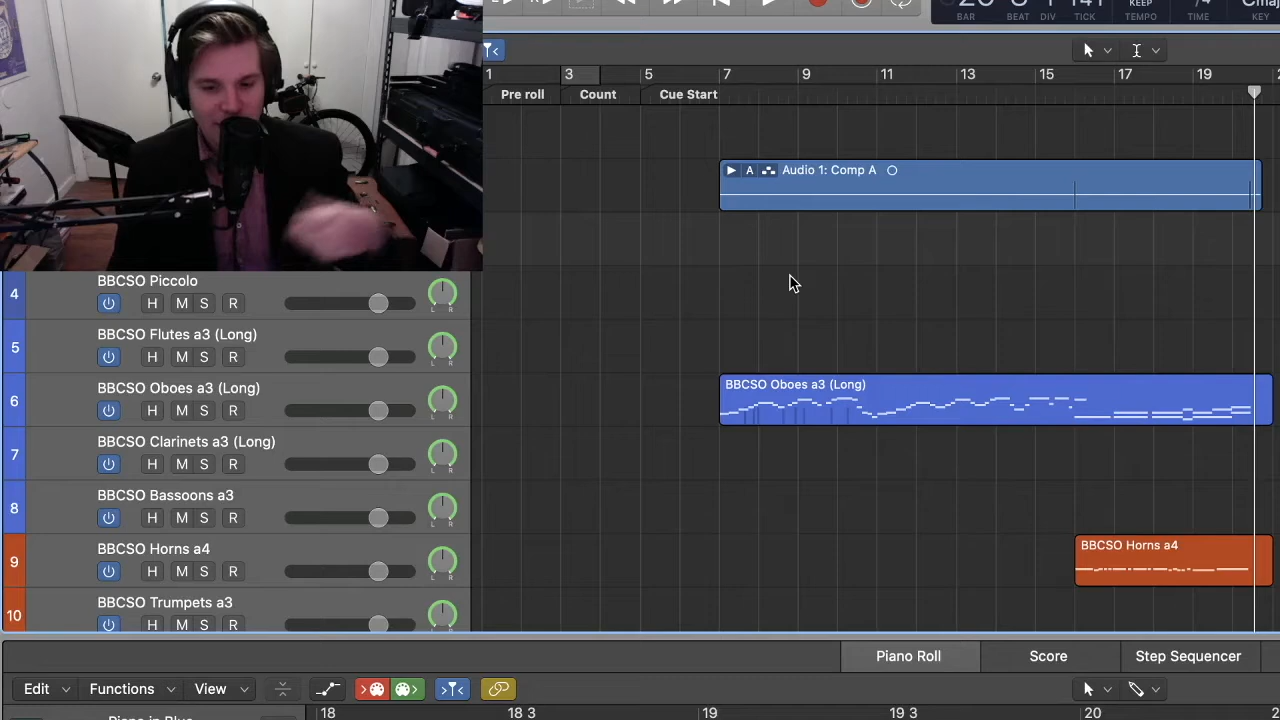 BAR BEAT DIV TICK
KEEP
TEMPO
/4
TIME
Cmaj
KEY
1 3 5 7 9 11 13 15 17 19
Pre roll Count Cue Start
A Audio 1: Comp A
4 BBCSO Piccolo
H M S R
L R
5 BBCSO Flutes a3 (Long)
H M S R
L R
6 BBCSO Oboes a3 (Long)
H M S R
L R
BBCSO Oboes a3 (Long)
7 BBCSO Clarinets a3 (Long)
H M S R
L R
8 BBCSO Bassoons a3
H M S R
L R
9 BBCSO Horns a4
H M S R
L R
BBCSO Horns a4
10 BBCSO Trumpets a3
H M S R
L R
Piano Roll Score Step Sequencer
Edit Functions View
18 18 3 19 19 3 20